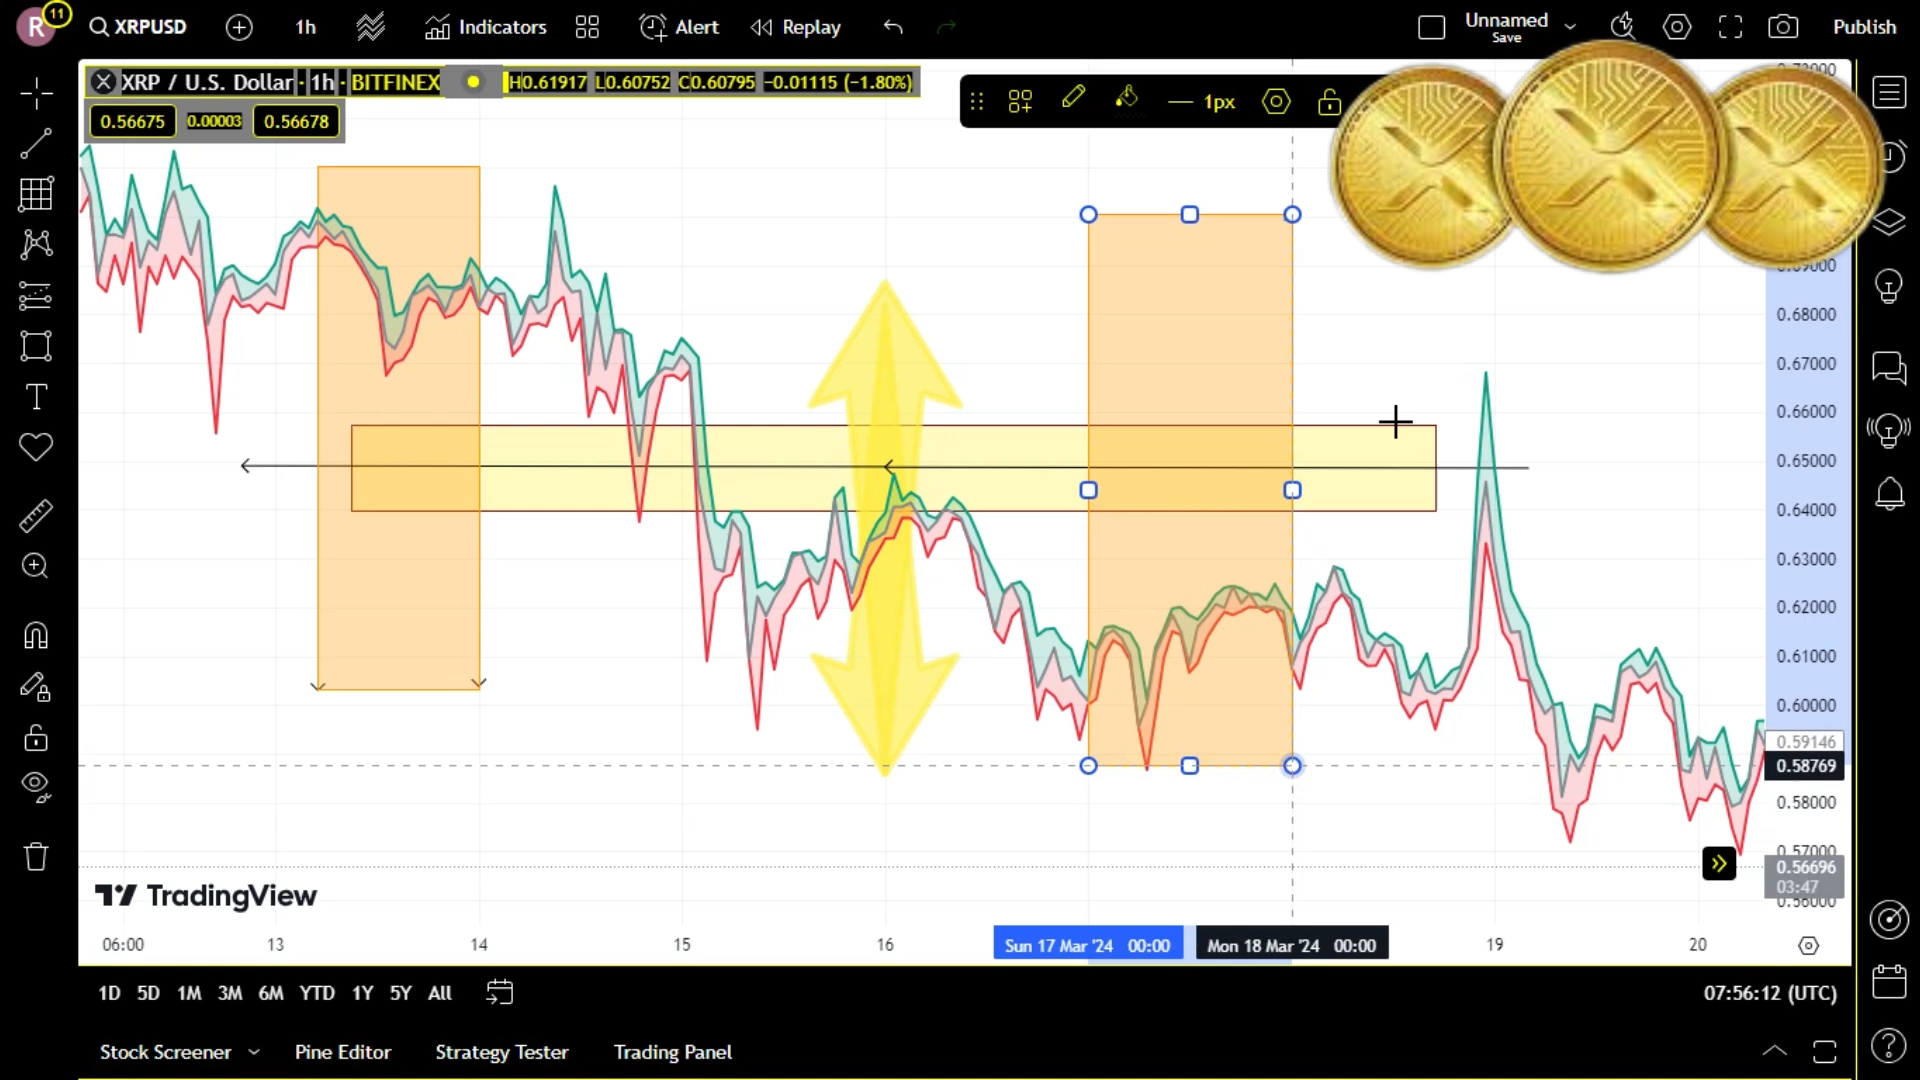 R 11 XRPUSD 1h Indicators Alert Replay Unnamed Publish
Save
XRP / U.S. Dollar · 1h · BITFINEX H0.61917 L0.60752 C0.60795 −0.01115 (−1.80%)
0.56675 0.00003 0.56678
1px
0.68000
0.67000
0.66000
0.65000
0.64000
0.63000
0.62000
0.61000
0.60000
0.59146
0.58769
0.58000
0.57000
0.56696
03:47
0.56000
TradingView
06:00 13 14 15 16 Sun 17 Mar '24 00:00 Mon 18 Mar '24 00:00 19 20
1D 5D 1M 3M 6M YTD 1Y 5Y All 07:56:12 (UTC)
Stock Screener Pine Editor Strategy Tester Trading Panel